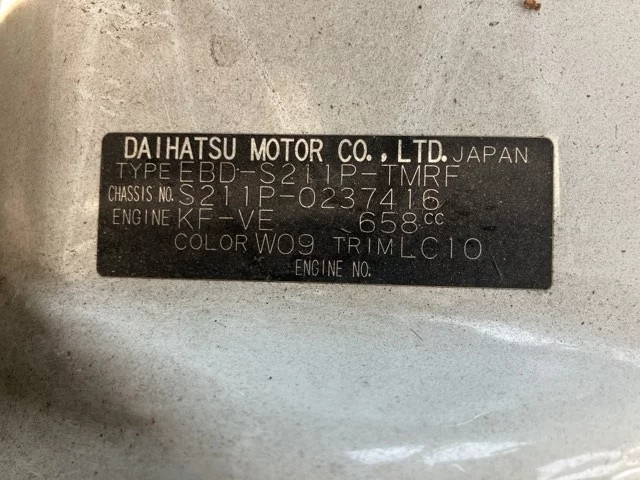 DAIHATSU MOTOR CO., LTD. JAPAN
TYPE EBD-S211P-TMRF
CHASSIS NO. S211P-0237416
ENGINE KF-VE 658cc
COLOR W09 TRIM LC10
ENGINE NO.